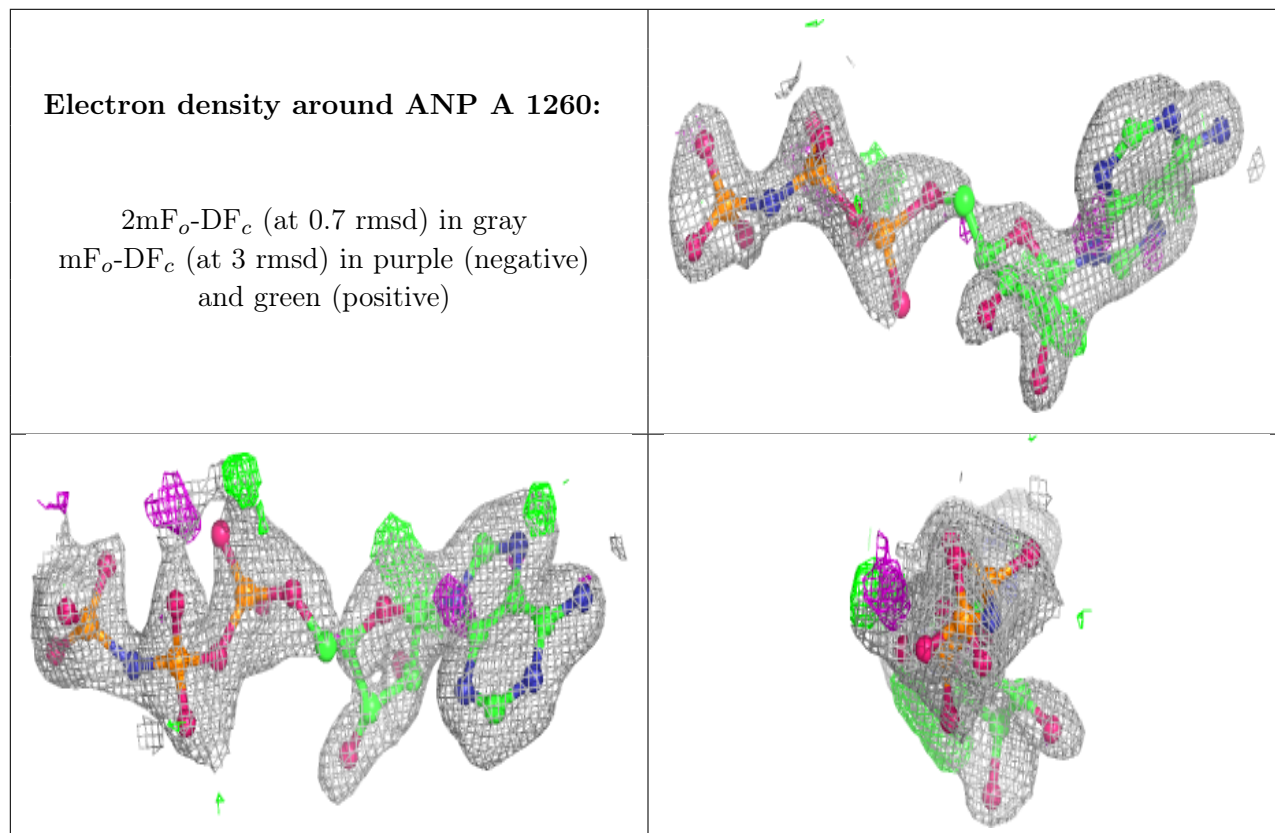 Electron density around ANP A 1260:
2mFₒ-DF𝒸 (at 0.7 rmsd) in gray
mFₒ-DF𝒸 (at 3 rmsd) in purple (negative)
and green (positive)